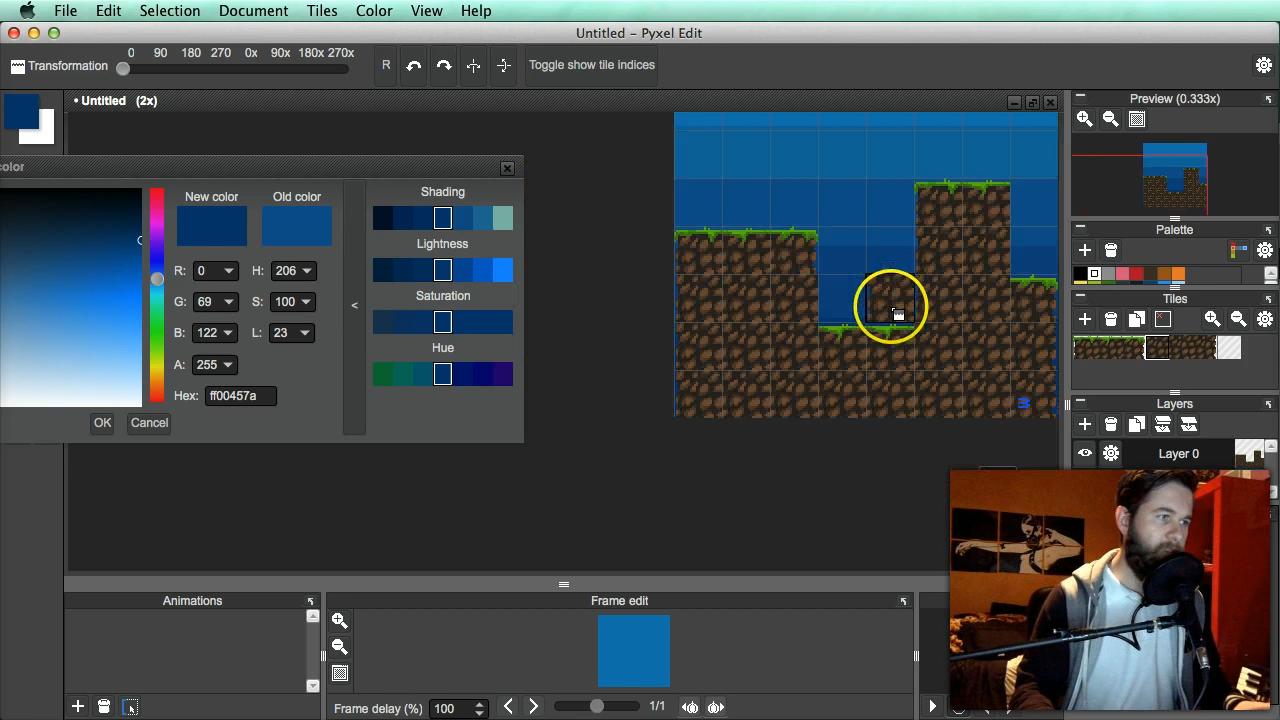 File Edit Selection Document Tiles Color View Help
Untitled – Pyxel Edit
0 90 180 270 0x 90x 180x 270x
Transformation
R
Toggle show tile indices
• Untitled (2x)
Preview (0.333x)
color
New color
Old color
Shading
Lightness
Saturation
Hue
R: 0
H: 206
G: 69
S: 100
B: 122
L: 23
A: 255
Hex: ff00457a
<
OK
Cancel
Palette
Tiles
Layers
Layer 0
Animations
Frame edit
Frame delay (%) 100
1/1